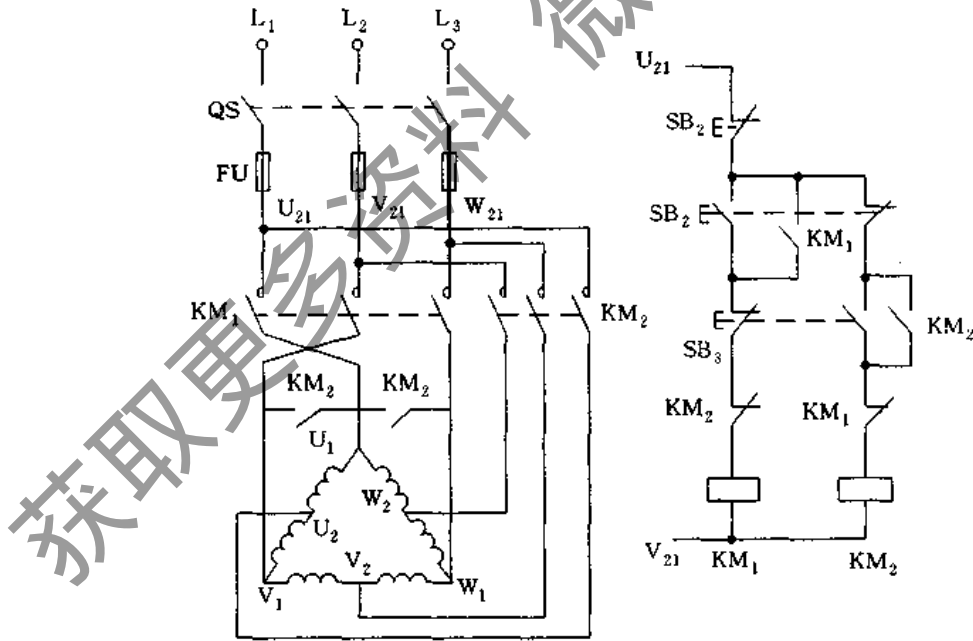 L₁ L₂ L₃
QS
FU
U₂₁ V₂₁ W₂₁
KM₁ KM₂
KM₂ KM₂
U₁
W₂
U₂
V₂
V₁ W₁
U₂₁
SB₂
SB₂
KM₁
SB₃
KM₂
KM₂ KM₁
V₂₁ KM₁ KM₂
获取更多资料 微